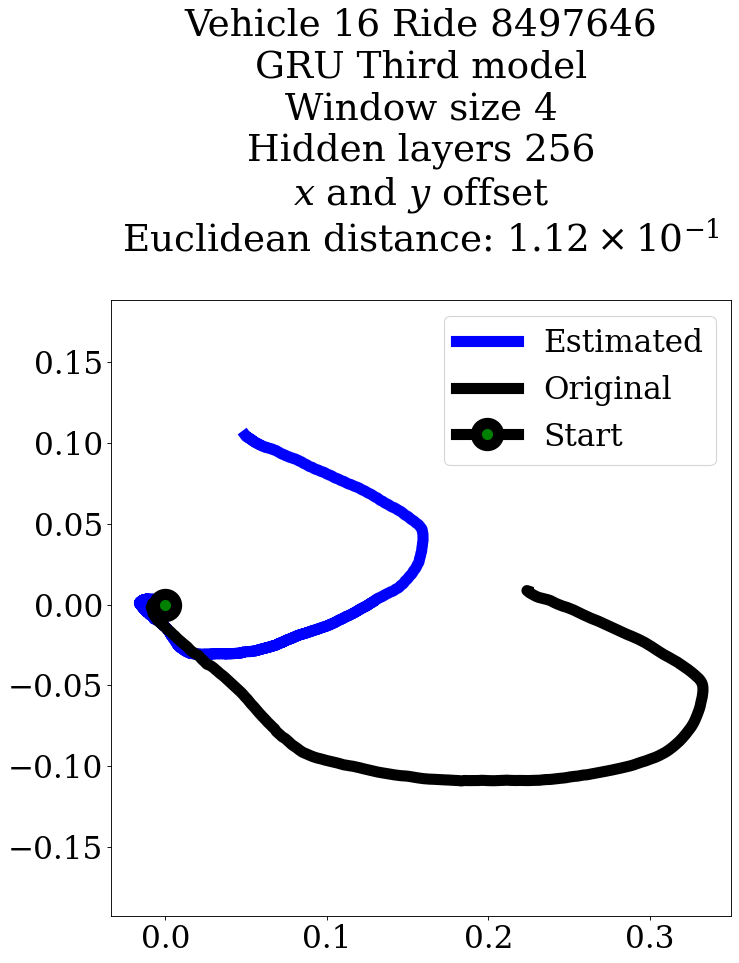 Vehicle 16 Ride 8497646
GRU Third model
Window size 4
Hidden layers 256
x and y offset
Euclidean distance: 1.12 × 10⁻¹
Estimated
Original
Start
0.15
0.10
0.05
0.00
−0.05
−0.10
−0.15
0.0 0.1 0.2 0.3